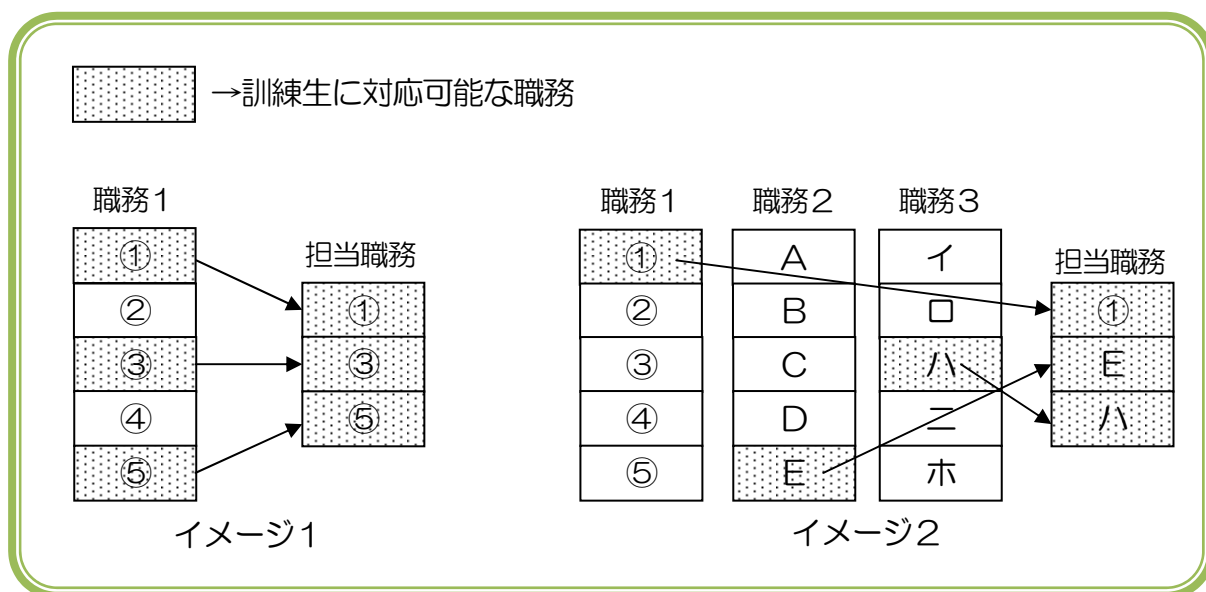 →訓練生に対応可能な職務
職務1
①
②
③
④
⑤
担当職務
①
③
⑤
イメージ1
職務1
①
②
③
④
⑤
職務2
A
B
C
D
E
職務3
イ
ロ
ハ
ニ
ホ
担当職務
①
E
ハ
イメージ2